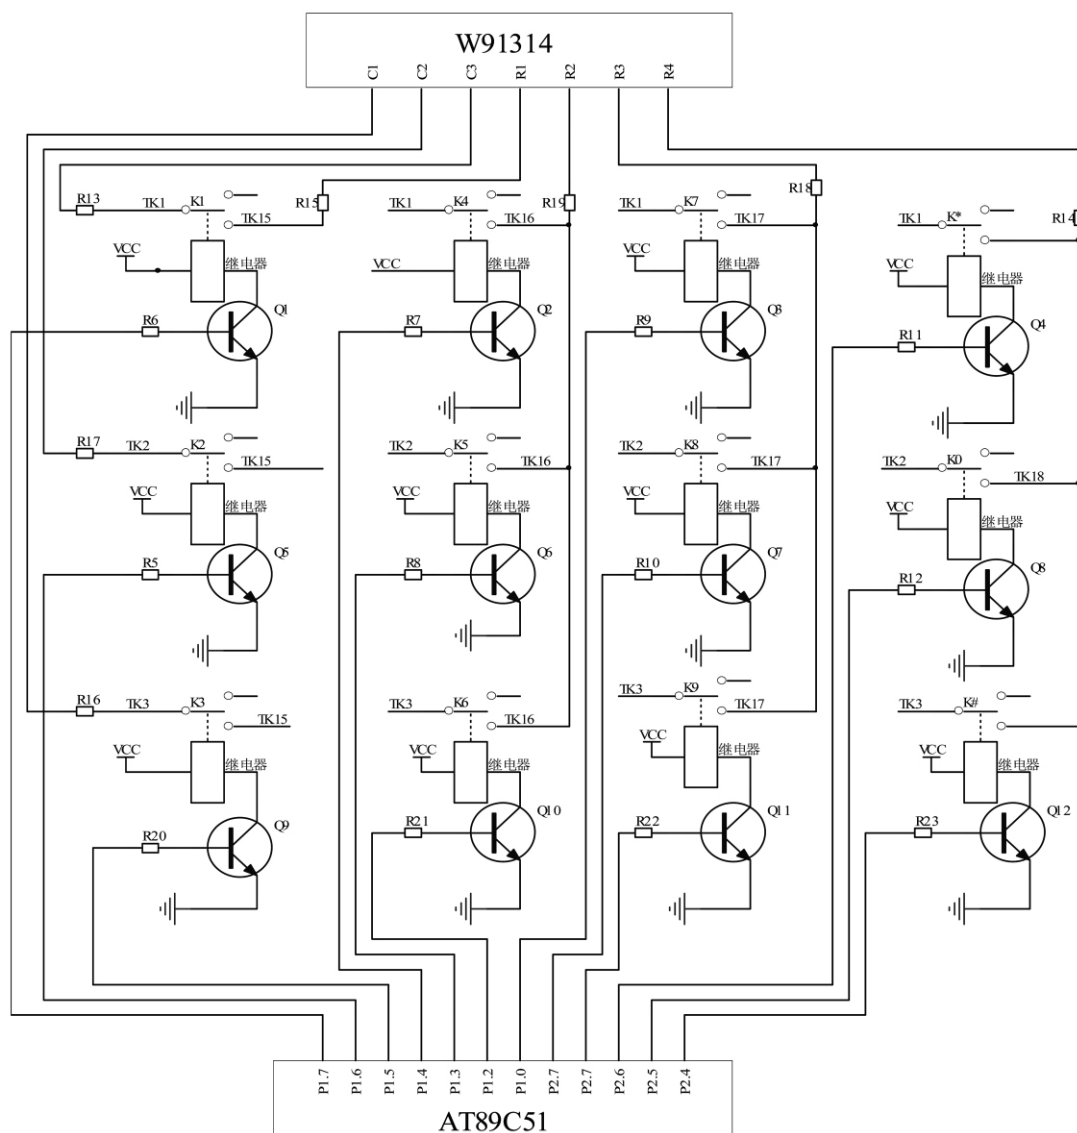 W91314
C1 C2 C3 R1 R2 R3 R4
R13 TK1 K1 TK15 R15 TK1 K4 TK16 R19 TK1 K7 TK17 R18 TK1 K* R14
VCC 继电器 VCC 继电器 VCC 继电器 VCC 继电器
R6 Q1 R7 Q2 R9 Q3 R11 Q4
R17 TK2 K2 TK15 TK2 K5 TK16 TK2 K8 TK17 TK2 K0 TK18
VCC 继电器 VCC 继电器 VCC 继电器 VCC 继电器
R5 Q5 R8 Q6 R10 Q7 R12 Q8
R16 TK3 K3 TK15 TK3 K6 TK16 TK3 K9 TK17 TK3 K#
VCC 继电器 VCC 继电器 VCC 继电器 VCC 继电器
R20 Q9 R21 Q10 R22 Q11 R23 Q12
P1.7 P1.6 P1.5 P1.4 P1.3 P1.2 P1.0 P2.7 P2.7 P2.6 P2.5 P2.4
AT89C51